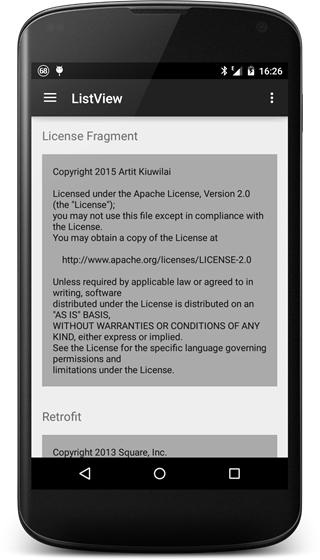 68
16:26
ListView
License Fragment
Copyright 2015 Artit Kiuwilai
Licensed under the Apache License, Version 2.0
(the "License");
you may not use this file except in compliance with
the License.
You may obtain a copy of the License at
http://www.apache.org/licenses/LICENSE-2.0
Unless required by applicable law or agreed to in
writing, software
distributed under the License is distributed on an
"AS IS" BASIS,
WITHOUT WARRANTIES OR CONDITIONS OF ANY
KIND, either express or implied.
See the License for the specific language governing
permissions and
limitations under the License.
Retrofit
Copyright 2013 Square, Inc.